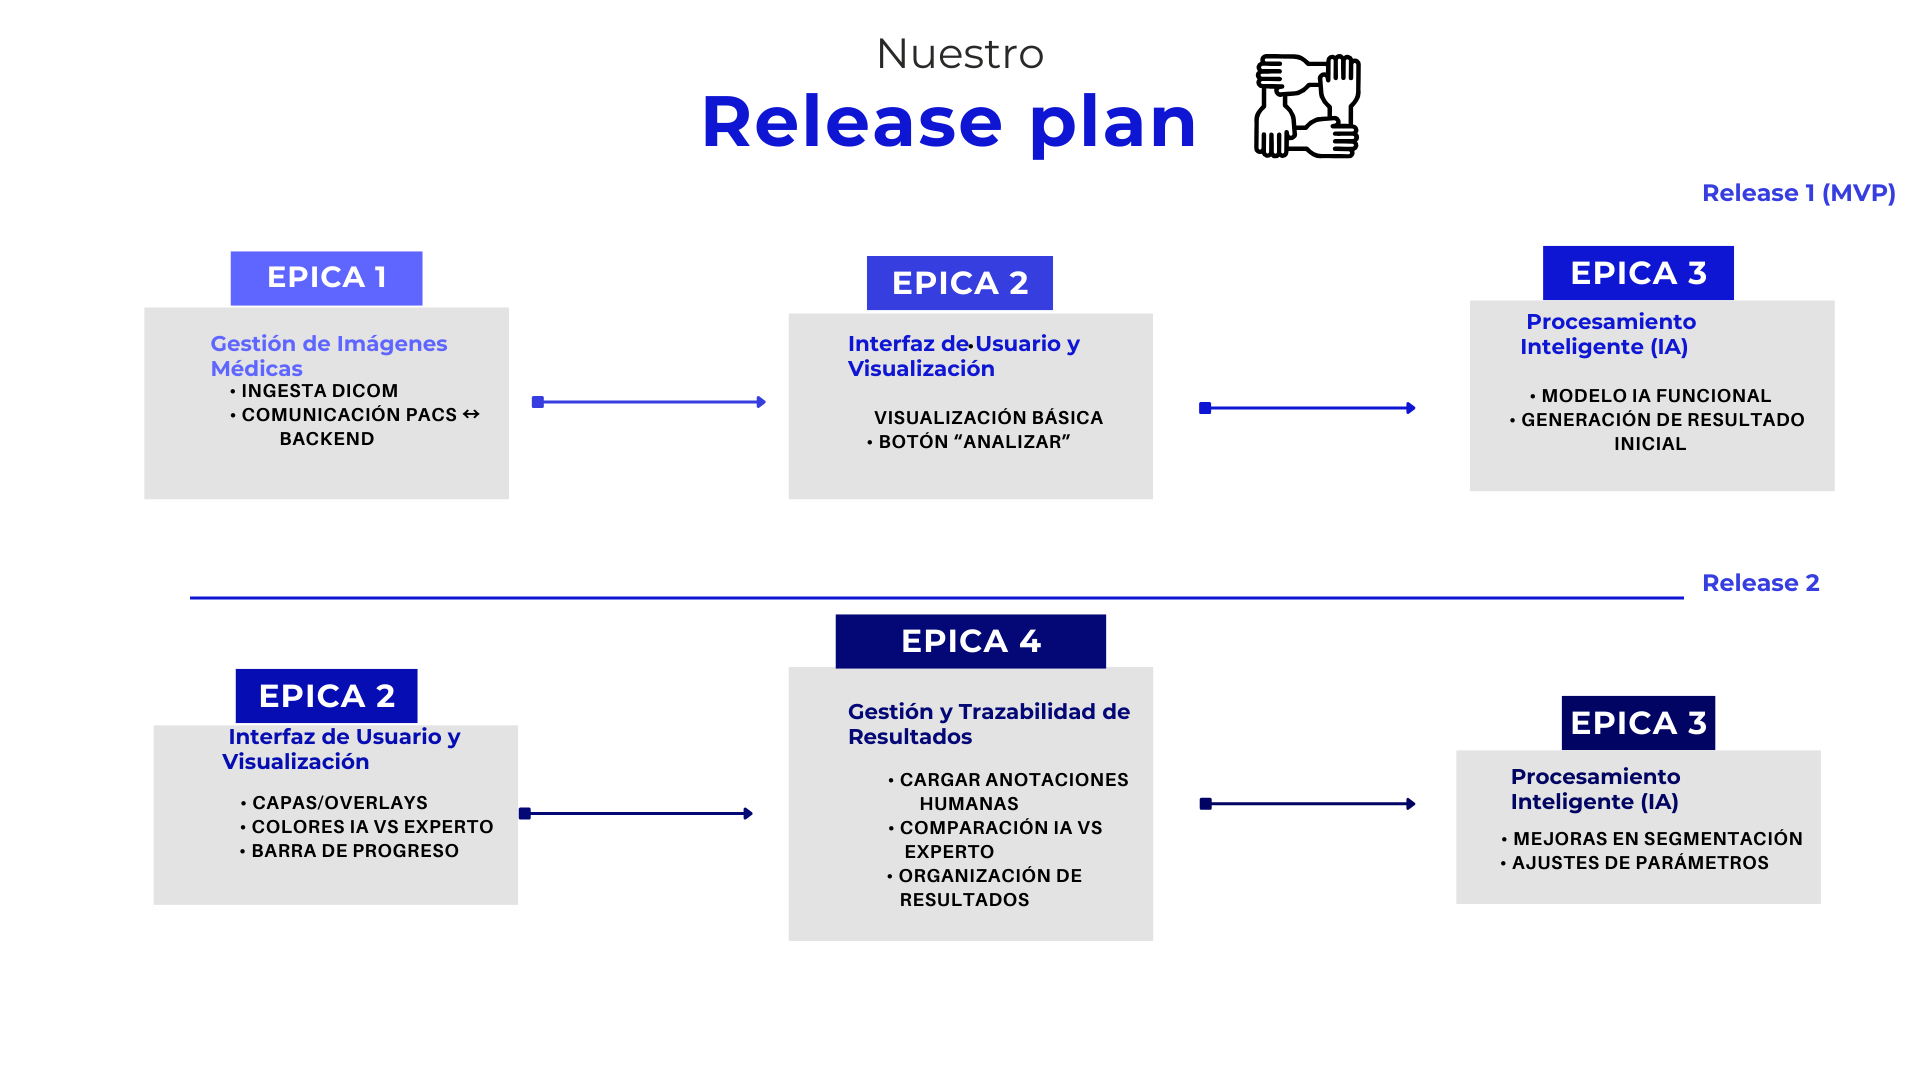 Nuestro
Release plan
Release 1 (MVP)
EPICA 1
Gestión de Imágenes
Médicas
• INGESTA DICOM
• COMUNICACIÓN PACS ↔
BACKEND
EPICA 2
Interfaz de Usuario y
Visualización
•
VISUALIZACIÓN BÁSICA
• BOTÓN “ANALIZAR”
EPICA 3
Procesamiento
Inteligente (IA)
• MODELO IA FUNCIONAL
• GENERACIÓN DE RESULTADO
INICIAL
Release 2
EPICA 2
Interfaz de Usuario y
Visualización
• CAPAS/OVERLAYS
• COLORES IA VS EXPERTO
• BARRA DE PROGRESO
EPICA 4
Gestión y Trazabilidad de
Resultados
• CARGAR ANOTACIONES
HUMANAS
• COMPARACIÓN IA VS
EXPERTO
• ORGANIZACIÓN DE
RESULTADOS
EPICA 3
Procesamiento
Inteligente (IA)
• MEJORAS EN SEGMENTACIÓN
• AJUSTES DE PARÁMETROS